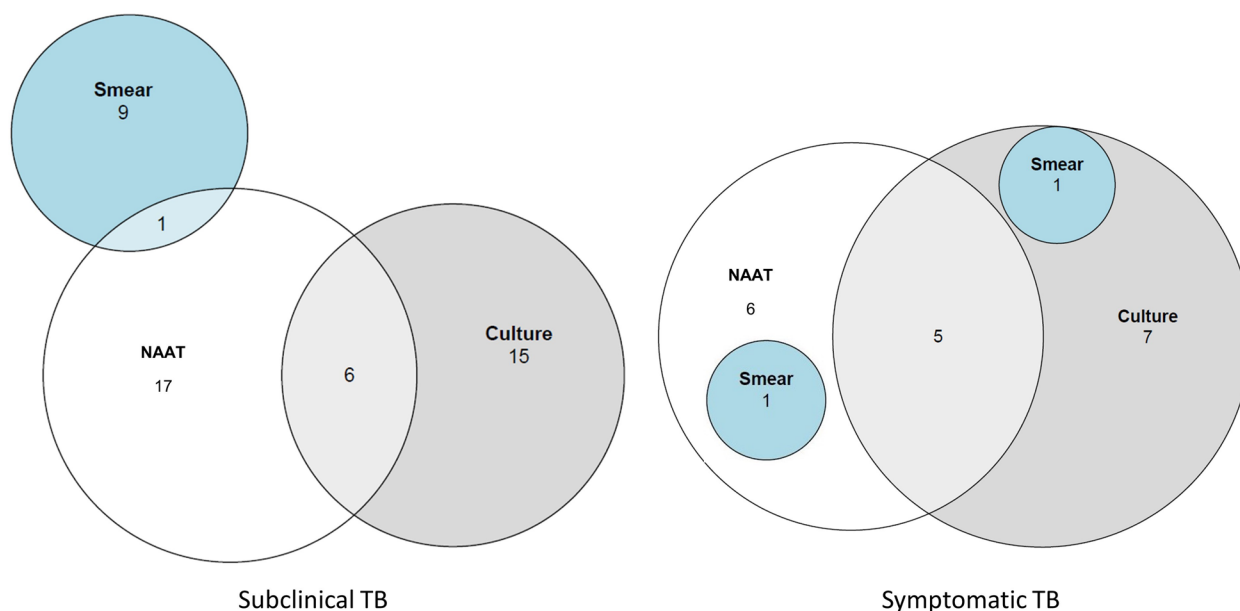 Smear
9
1
NAAT
17
6
Culture
15
Subclinical TB
Smear
1
NAAT
6
5
Culture
7
Smear
1
Symptomatic TB